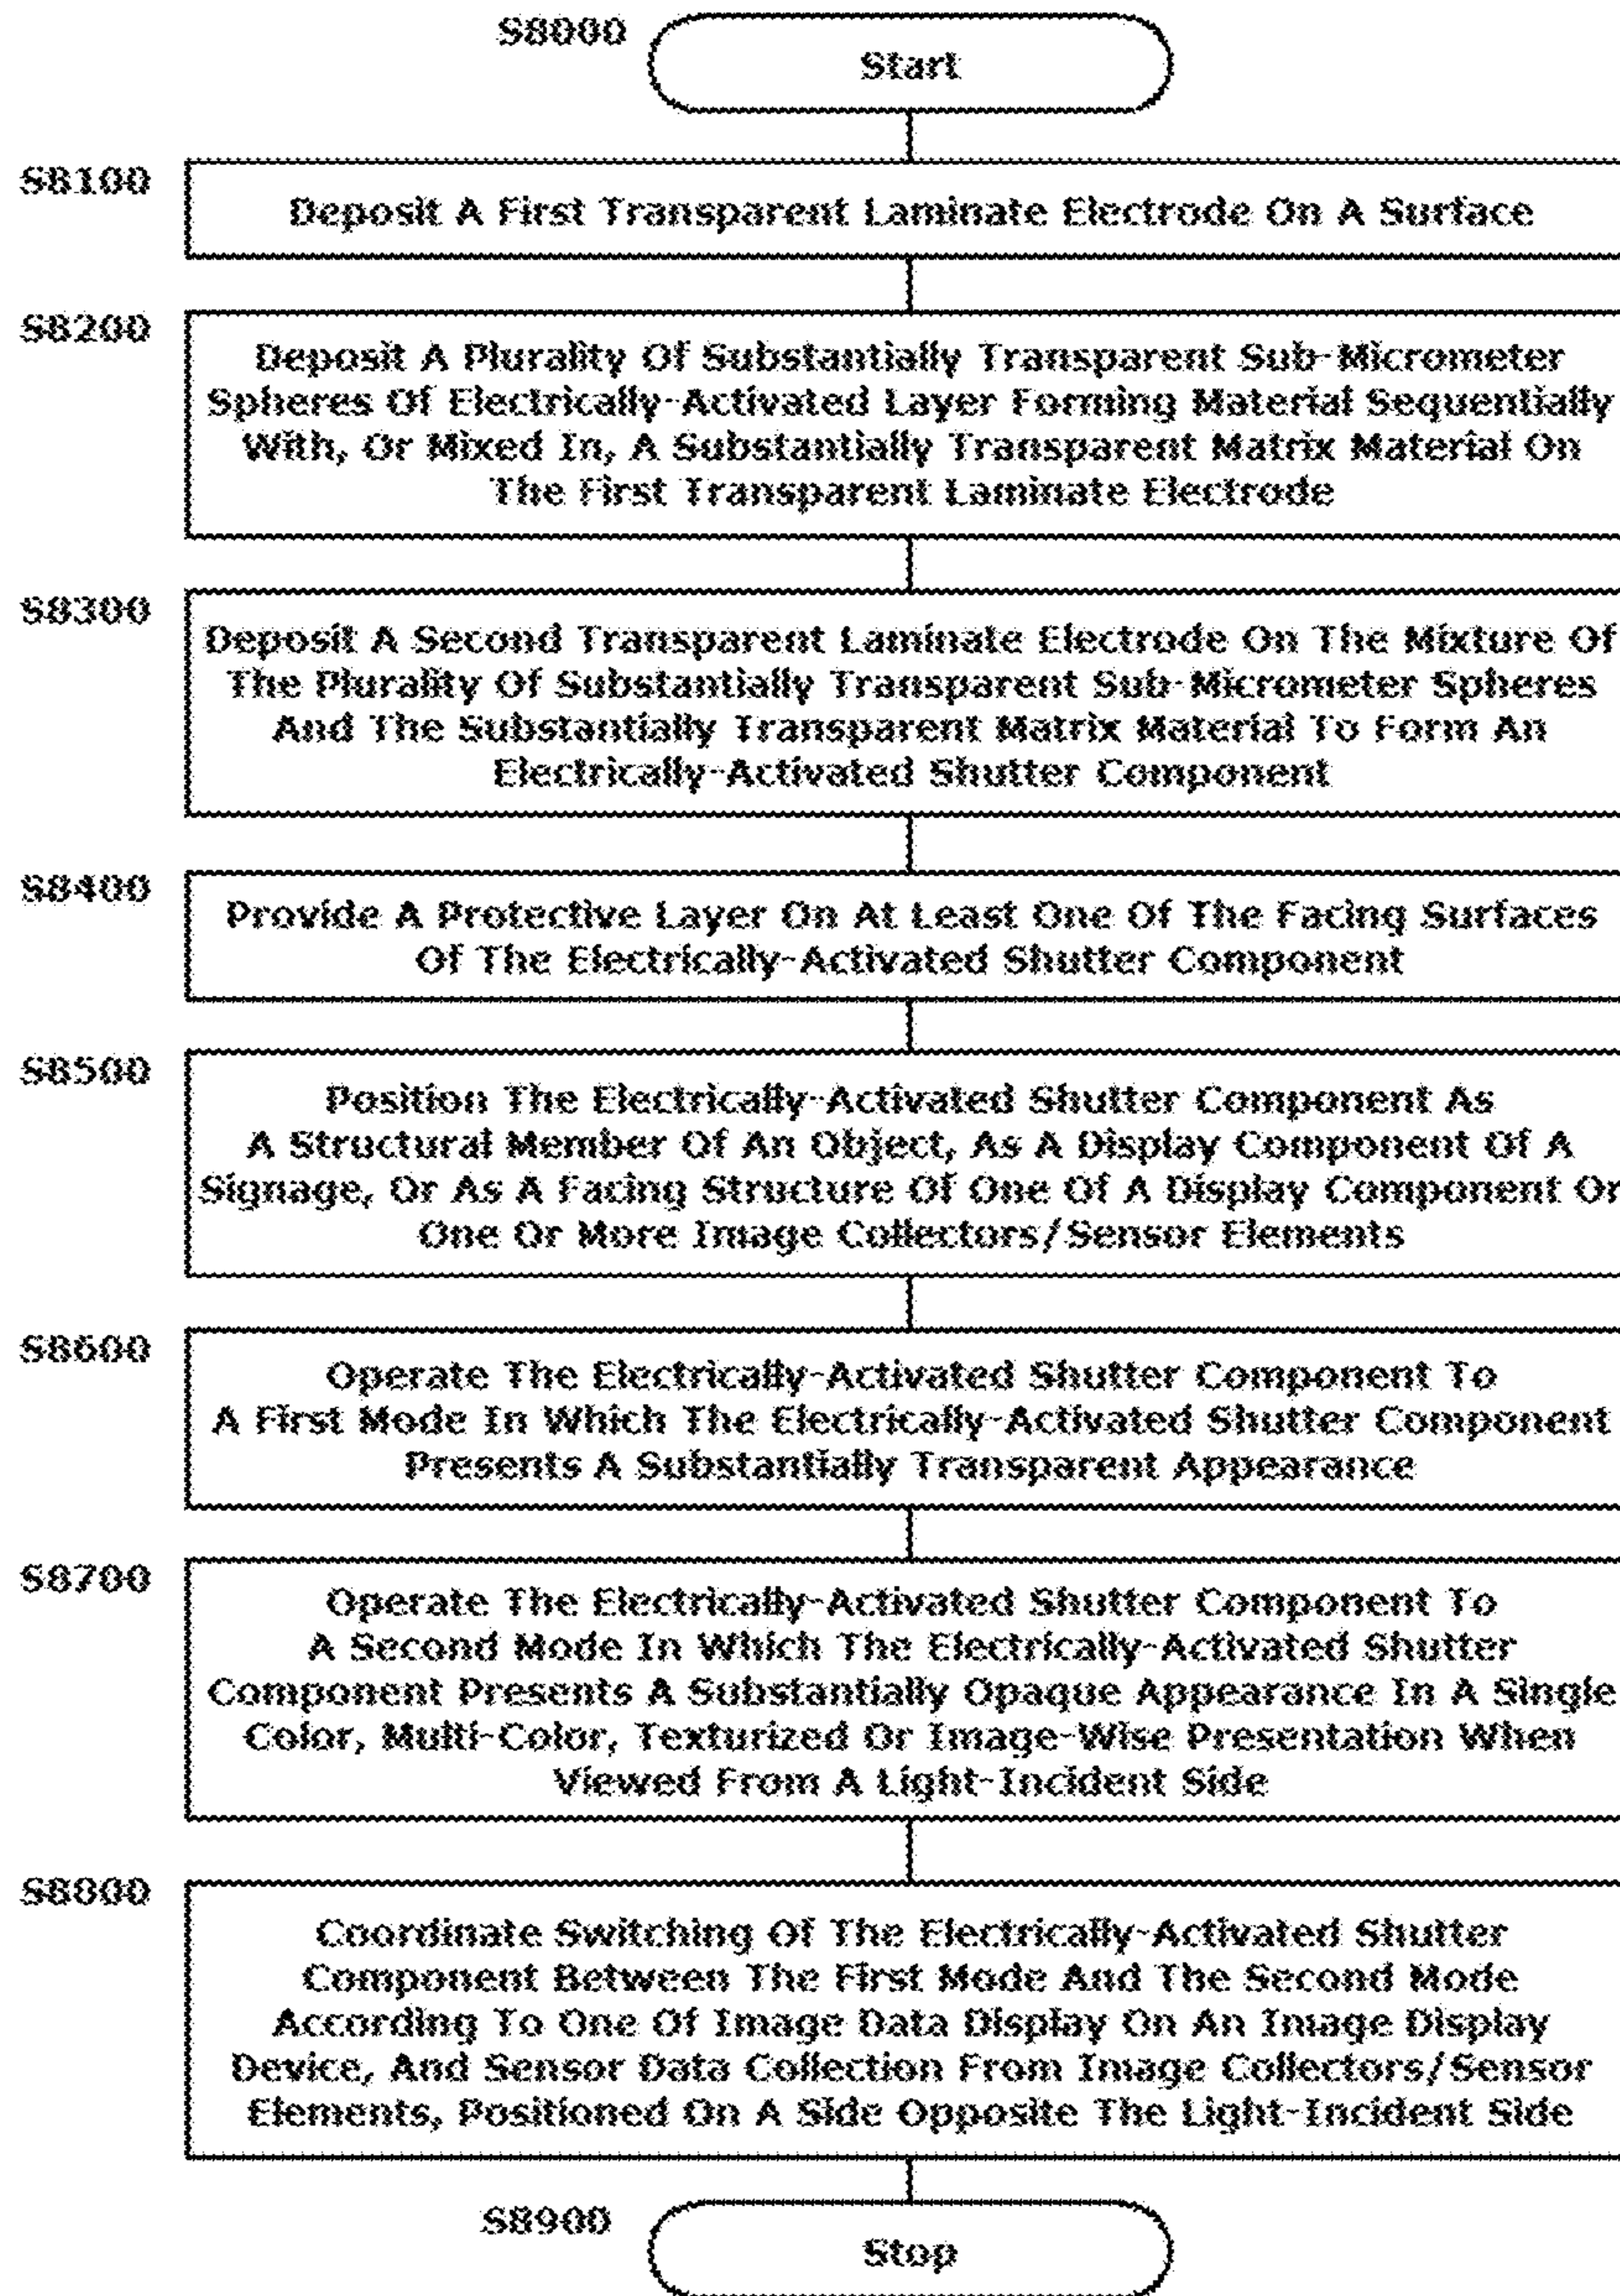 S8000
Start
S8100
Deposit A First Transparent Laminate Electrode On A Surface
S8200
Deposit A Plurality Of Substantially Transparent Sub-Micrometer
Spheres Of Electrically-Activated Layer Forming Material Sequentially
With, Or Mixed In, A Substantially Transparent Matrix Material On
The First Transparent Laminate Electrode
S8300
Deposit A Second Transparent Laminate Electrode On The Mixture Of
The Plurality Of Substantially Transparent Sub-Micrometer Spheres
And The Substantially Transparent Matrix Material To Form An
Electrically-Activated Shutter Component
S8400
Provide A Protective Layer On At Least One Of The Facing Surfaces
Of The Electrically-Activated Shutter Component
S8500
Position The Electrically-Activated Shutter Component As
A Structural Member Of An Object, As A Display Component Of A
Signage, Or As A Facing Structure Of One Of A Display Component Or
One Or More Image Collectors/Sensor Elements
S8600
Operate The Electrically-Activated Shutter Component To
A First Mode In Which The Electrically-Activated Shutter Component
Presents A Substantially Transparent Appearance
S8700
Operate The Electrically-Activated Shutter Component To
A Second Mode In Which The Electrically-Activated Shutter
Component Presents A Substantially Opaque Appearance In A Single
Color, Multi-Color, Texturized Or Image-Wise Presentation When
Viewed From A Light-Incident Side
S8800
Coordinate Switching Of The Electrically-Activated Shutter
Component Between The First Mode And The Second Mode
According To One Of Image Data Display On An Image Display
Device, And Sensor Data Collection From Image Collectors/Sensor
Elements, Positioned On A Side Opposite The Light-Incident Side
S8900
Stop